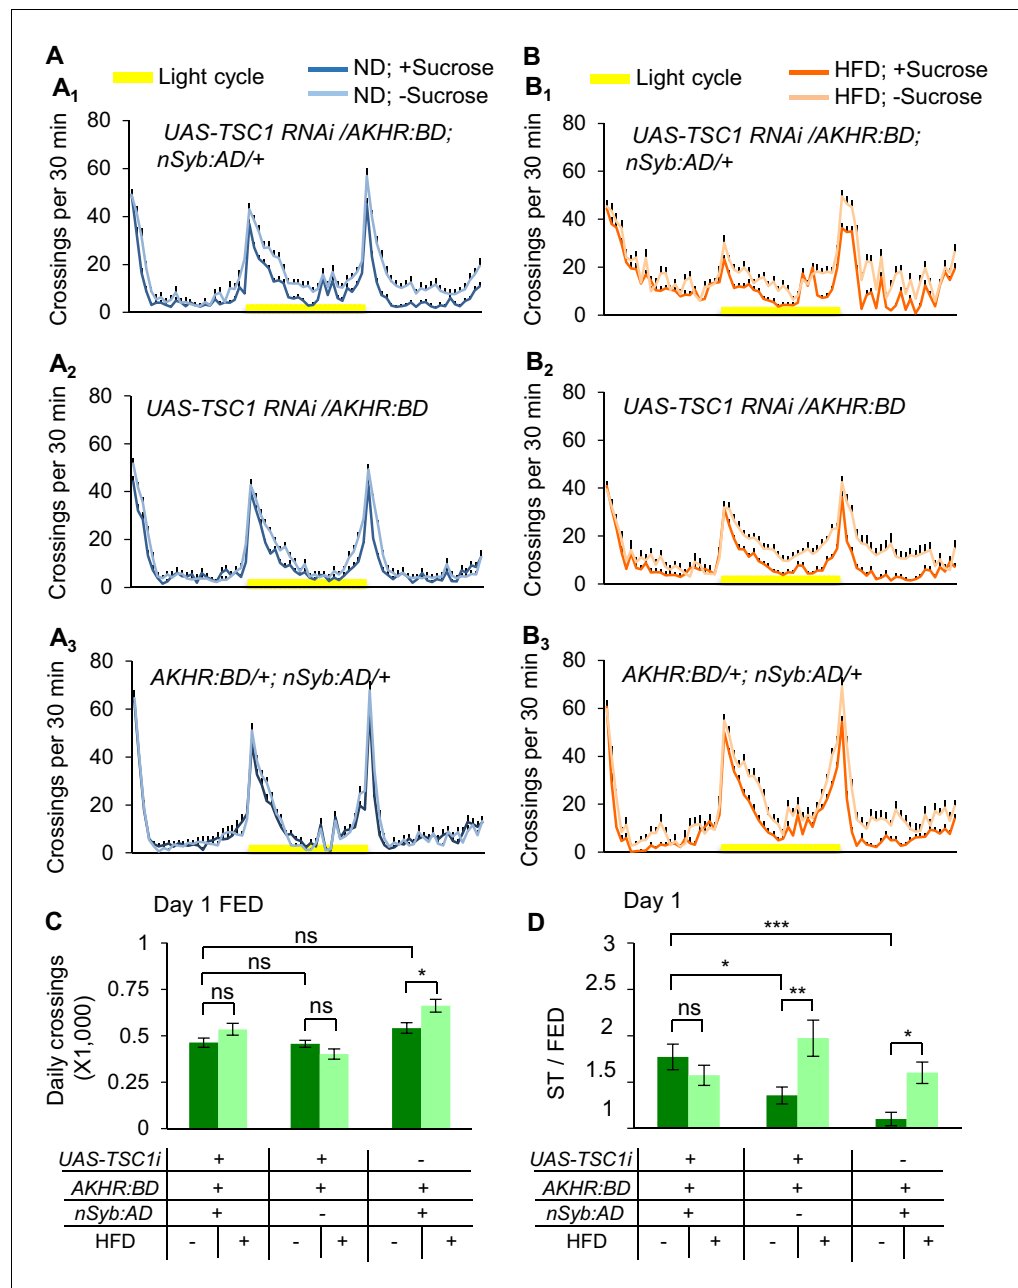 A
Light cycle
ND; +Sucrose
ND; -Sucrose
A1
Crossings per 30 min
80
60
40
20
0
UAS-TSC1 RNAi /AKHR:BD;
nSyb:AD/+
B
Light cycle
HFD; +Sucrose
HFD; -Sucrose
B1
Crossings per 30 min
80
60
40
20
0
UAS-TSC1 RNAi /AKHR:BD;
nSyb:AD/+
A2
Crossings per 30 min
80
60
40
20
0
UAS-TSC1 RNAi /AKHR:BD
B2
Crossings per 30 min
80
60
40
20
0
UAS-TSC1 RNAi /AKHR:BD
A3
Crossings per 30 min
80
60
40
20
0
AKHR:BD/+; nSyb:AD/+
B3
Crossings per 30 min
80
60
40
20
0
AKHR:BD/+; nSyb:AD/+
C
Day 1 FED
Daily crossings
(X1,000)
1
0.75
0.5
0.25
0
ns
ns
ns
ns
*
UAS-TSC1i + + -
AKHR:BD + + +
nSyb:AD + - +
HFD - + - + - +
D
Day 1
ST / FED
3
2.5
2
1.5
1
***
*
ns
**
*
UAS-TSC1i + + -
AKHR:BD + + +
nSyb:AD + - +
HFD - + - + - +